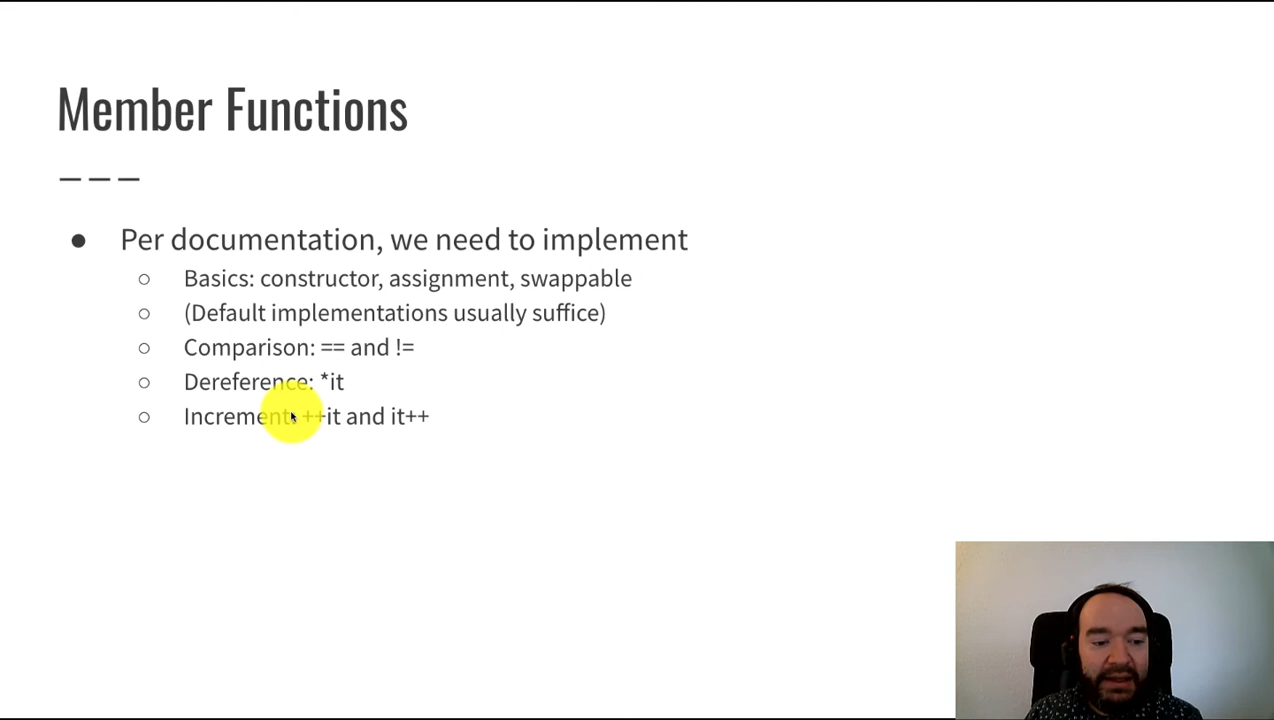 Member Functions
Per documentation, we need to implement
Basics: constructor, assignment, swappable
(Default implementations usually suffice)
Comparison: == and !=
Dereference: *it
Increment: ++it and it++